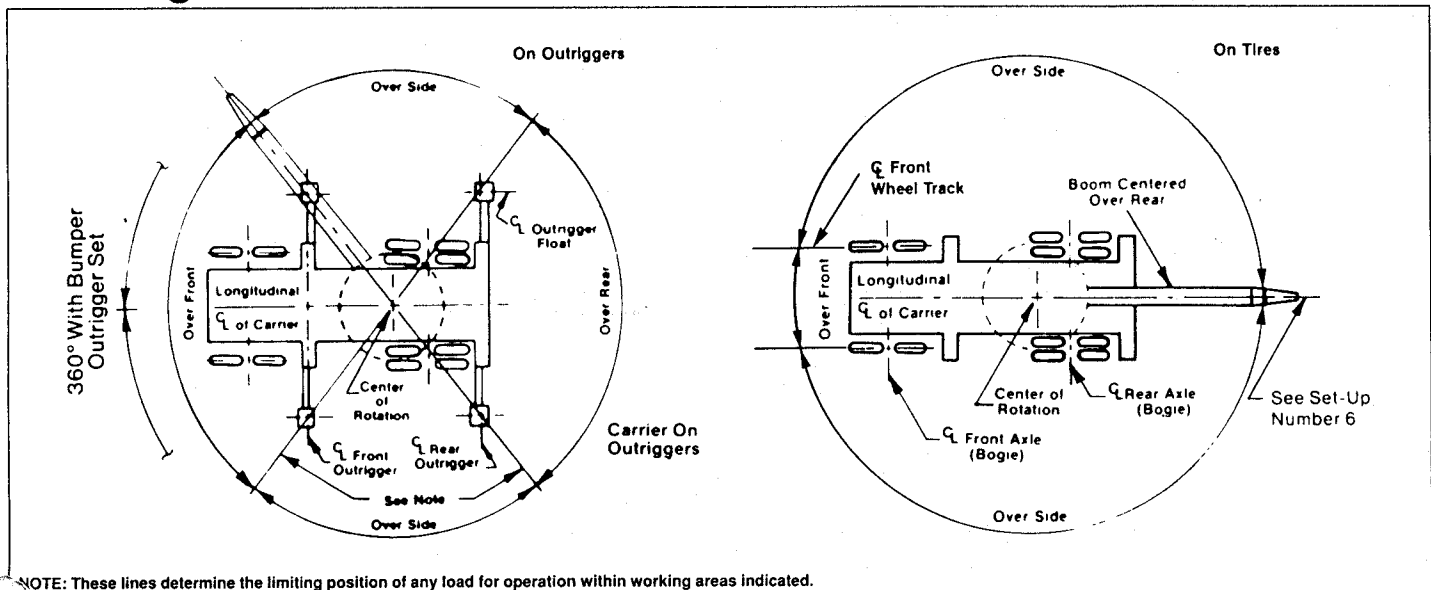 On Outriggers
Over Side
360° With Bumper
Outrigger Set
Over Front
Longitudinal
℄ of Carrier
℄ Outrigger
Float
Over Rear
Center
of
Rotation
℄ Front
Outrigger
℄ Rear
Outrigger
Carrier On
Outriggers
See Note
Over Side
On Tires
Over Side
℄ Front
Wheel Track
Boom Centered
Over Rear
Over Front
Longitudinal
℄ of Carrier
Center of
Rotation
℄ Rear Axle
(Bogie)
℄ Front Axle
(Bogie)
See Set-Up
Number 6
Over Side
NOTE: These lines determine the limiting position of any load for operation within working areas indicated.